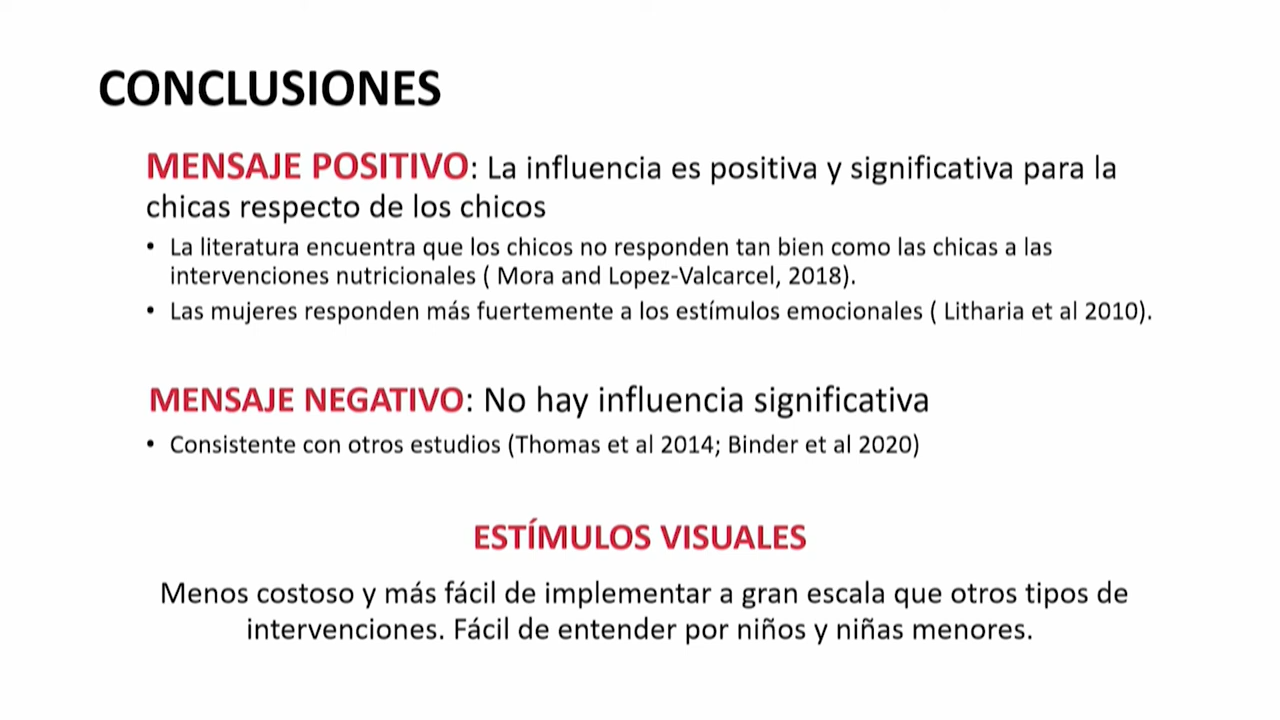 CONCLUSIONES
MENSAJE POSITIVO: La influencia es positiva y significativa para la
chicas respecto de los chicos
• La literatura encuentra que los chicos no responden tan bien como las chicas a las
intervenciones nutricionales ( Mora and Lopez-Valcarcel, 2018).
• Las mujeres responden más fuertemente a los estímulos emocionales ( Litharia et al 2010).
MENSAJE NEGATIVO: No hay influencia significativa
• Consistente con otros estudios (Thomas et al 2014; Binder et al 2020)
ESTÍMULOS VISUALES
Menos costoso y más fácil de implementar a gran escala que otros tipos de
intervenciones. Fácil de entender por niños y niñas menores.